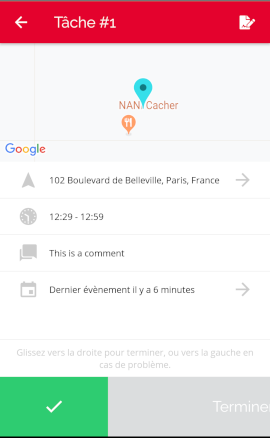 Tâche #1
NAN Cacher
Google
102 Boulevard de Belleville, Paris, France
12:29 - 12:59
This is a comment
Dernier évènement il y a 6 minutes
Glissez vers la droite pour terminer, ou vers la gauche en
cas de problème.
Termine